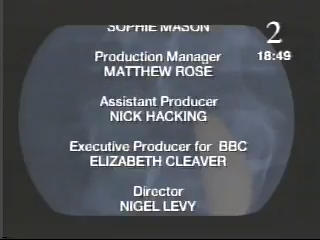 SOPHIE MASON
2
18:49
Production Manager
MATTHEW ROSE
Assistant Producer
NICK HACKING
Executive Producer for BBC
ELIZABETH CLEAVER
Director
NIGEL LEVY